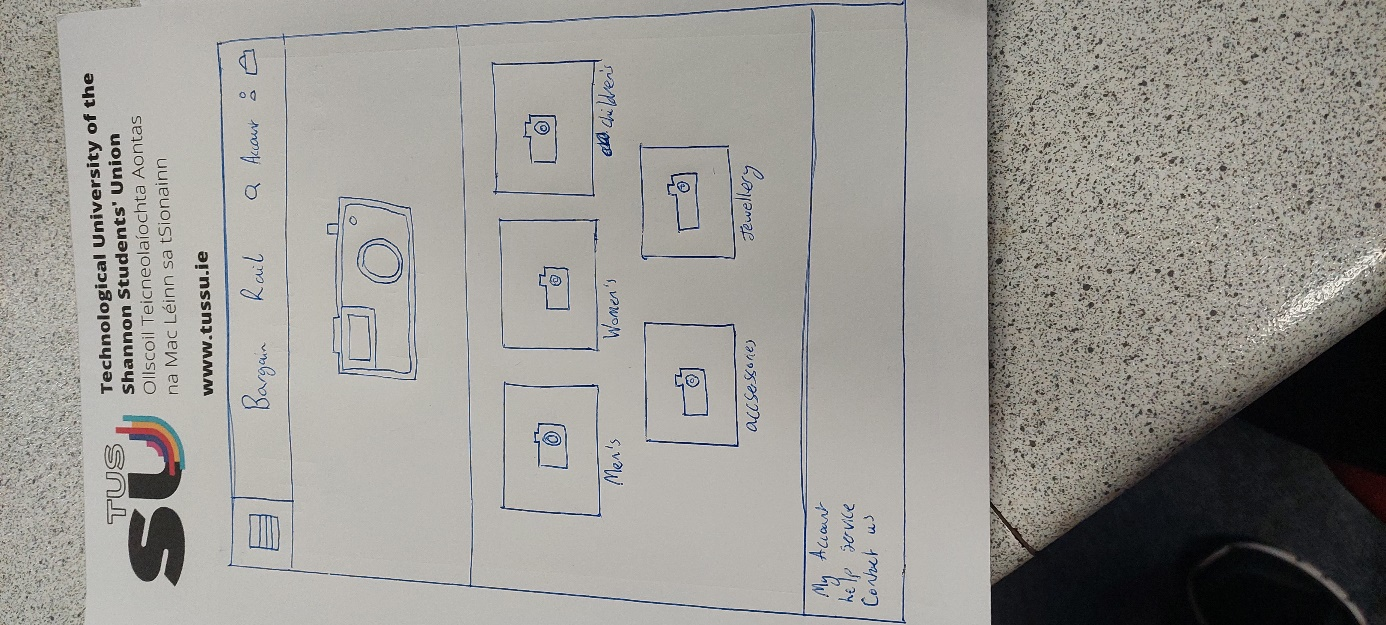 TUS
SU
Technological University of the
Shannon Students' Union
Ollscoil Teicneolaíochta Aontas
na Mac Léinn sa tSionainn
www.tussu.ie
Bargain Rail Account
Men's Women's children's
accsessories Jewellery
My Account
help service
Contact us